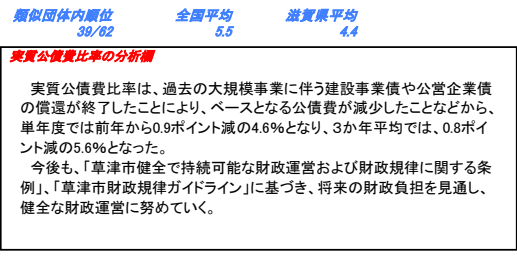 類似団体内順位 全国平均 滋賀県平均
39/62 5.5 4.4
実質公債費比率の分析欄
実質公債費比率は、過去の大規模事業に伴う建設事業債や公営企業債
の償還が終了したことにより、ベースとなる公債費が減少したことなどから、
単年度では前年から0.9ポイント減の4.6%となり、3か年平均では、0.8ポイ
ント減の5.6%となった。
今後も、「草津市健全で持続可能な財政運営および財政規律に関する条
例」、「草津市財政規律ガイドライン」に基づき、将来の財政負担を見通し、
健全な財政運営に努めていく。